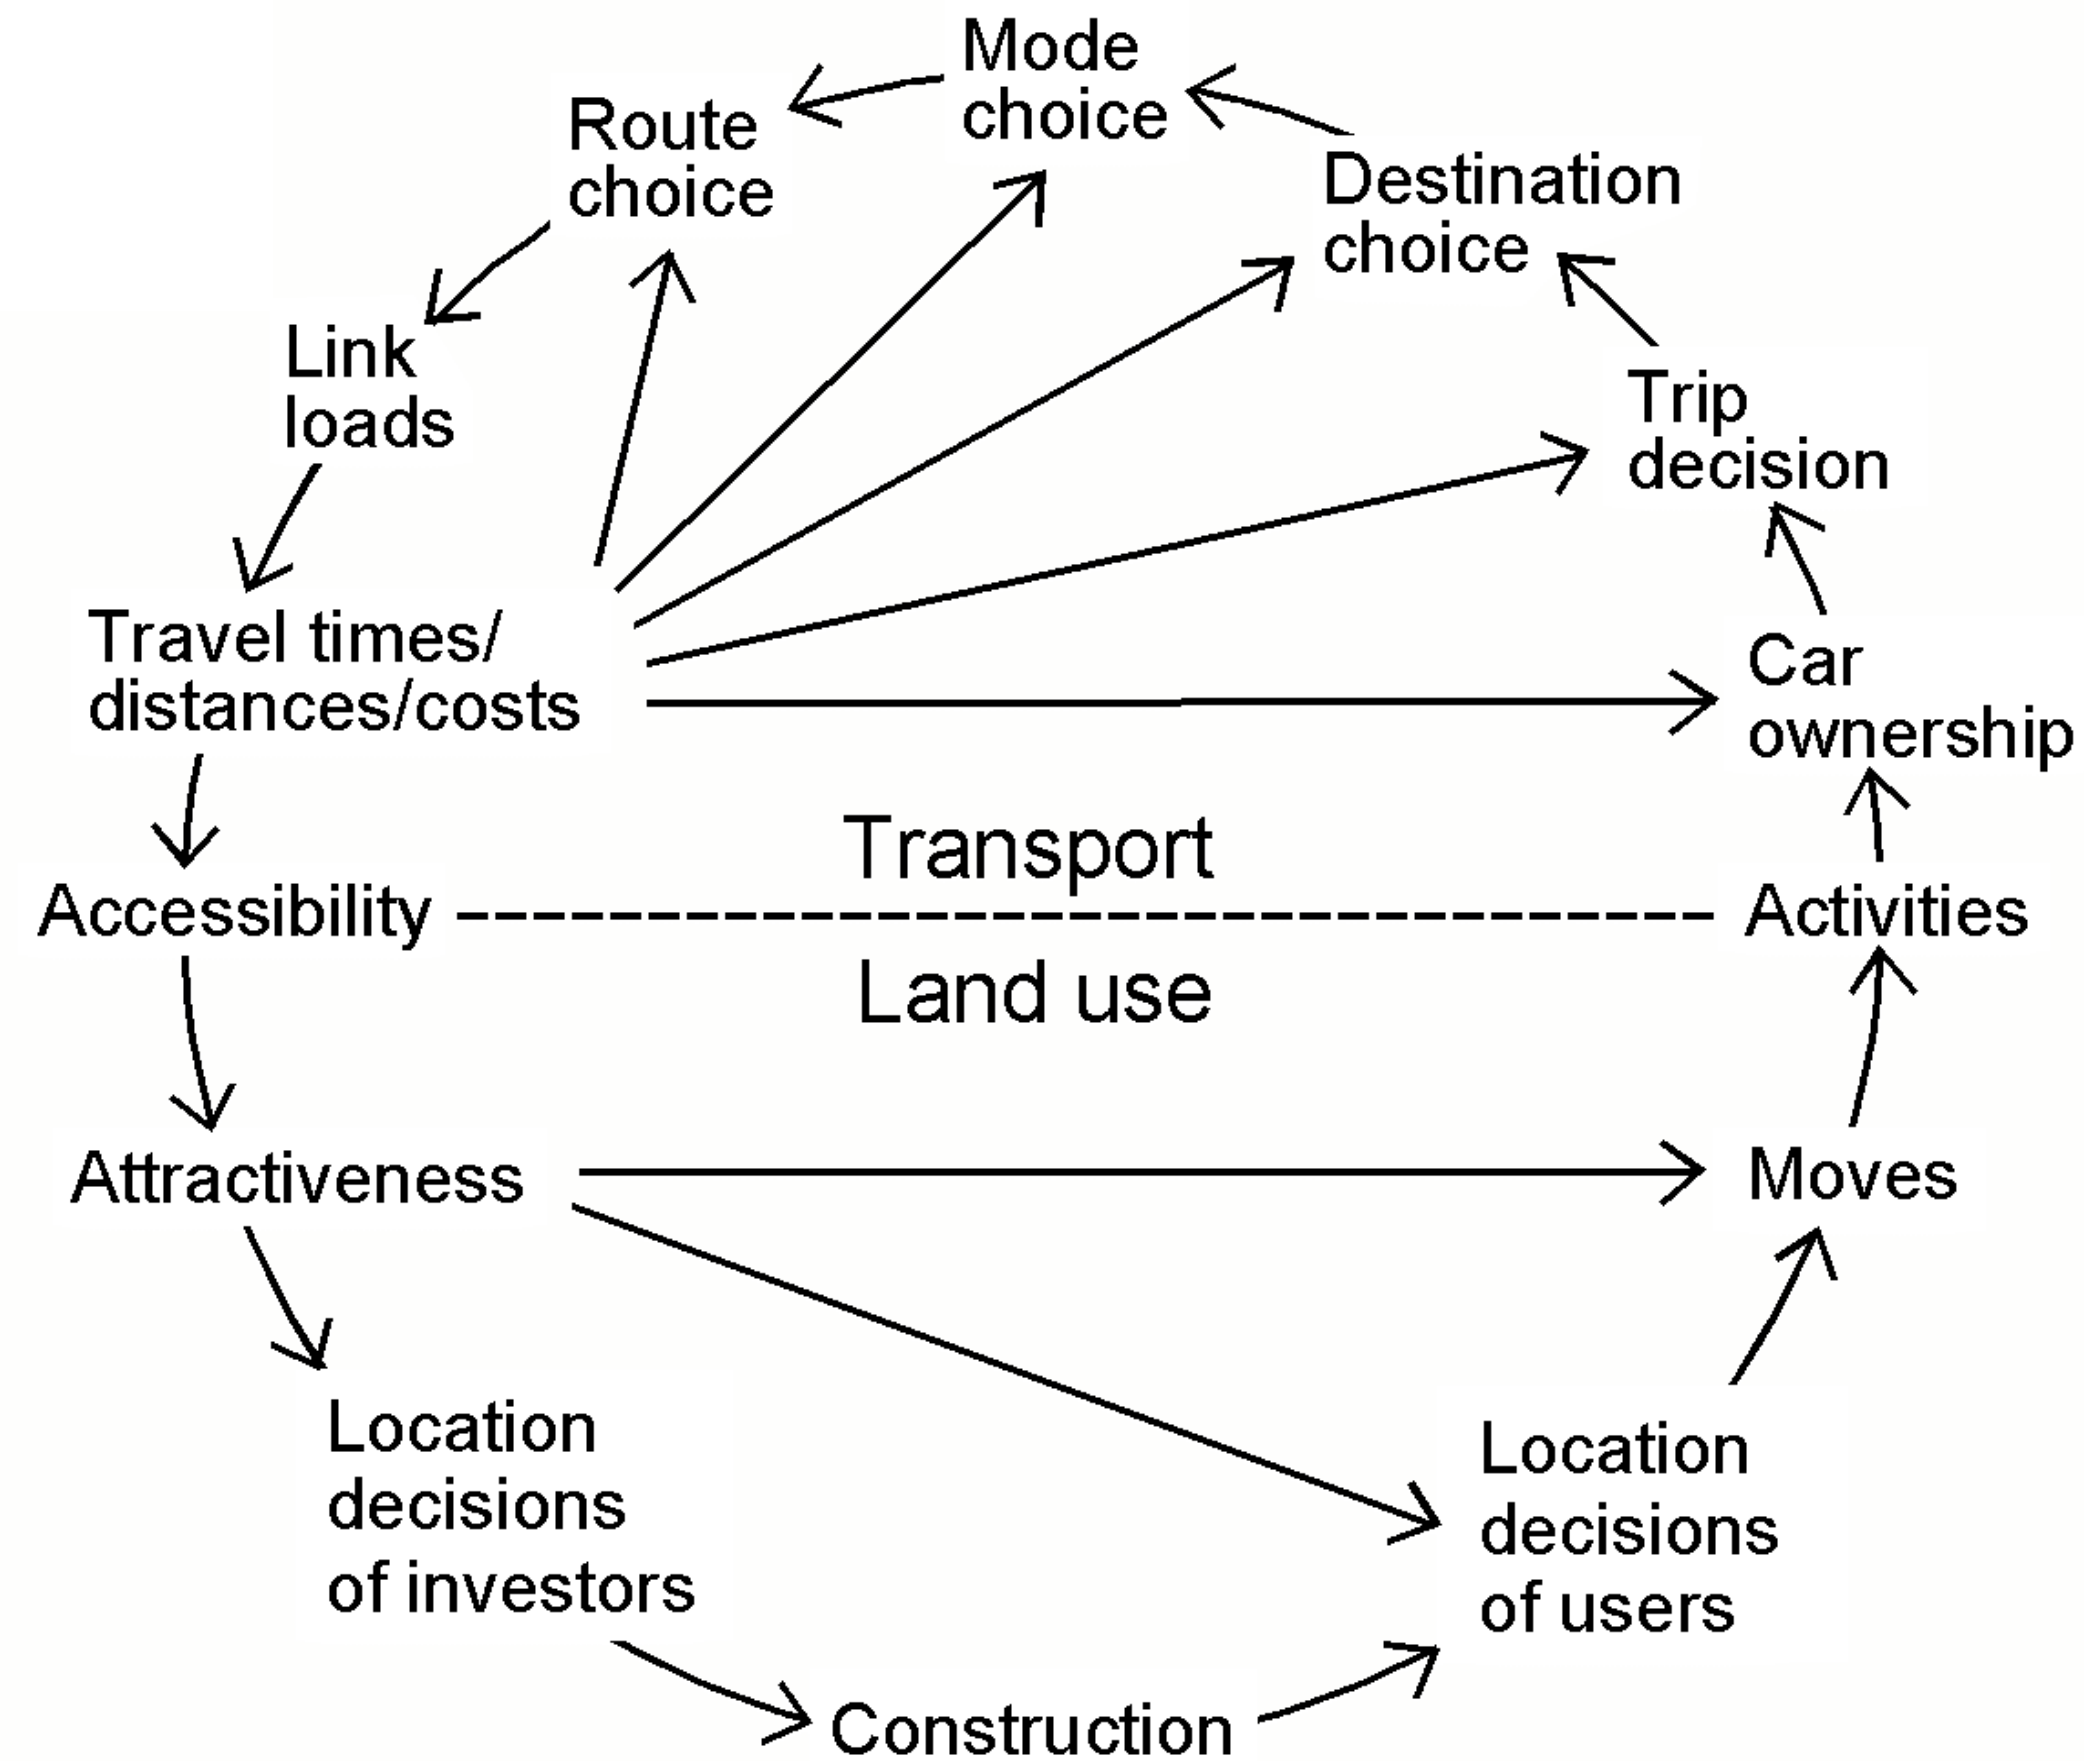 Mode
choice
Route
choice
Destination
choice
Link
loads
Trip
decision
Travel times/
distances/costs
Car
ownership
Transport
Accessibility
Activities
Land use
Attractiveness
Moves
Location
decisions
of investors
Location
decisions
of users
Construction